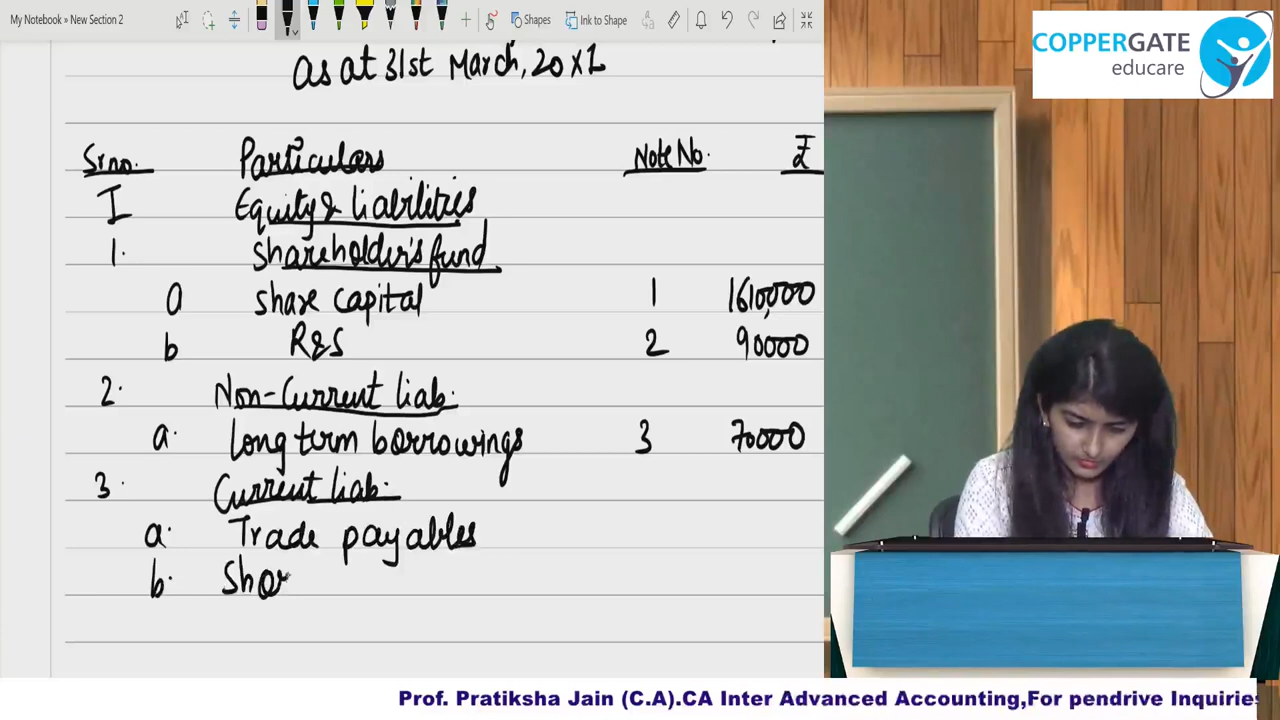 My Notebook » New Section 2
Shapes
Ink to Shape
COPPERGATE
educare
as at 31st March, 20x1
Sr no. Particulars Note No. ₹
I Equity & liabilities
1. Shareholder's fund
a share capital 1 1610,000
b R&S 2 90000
2. Non-Current liab.
a. long term borrowings 3 70000
3. Current liab.
a. Trade payables
b. Shor
Prof. Pratiksha Jain (C.A).CA Inter Advanced Accounting,For pendrive Inquiries